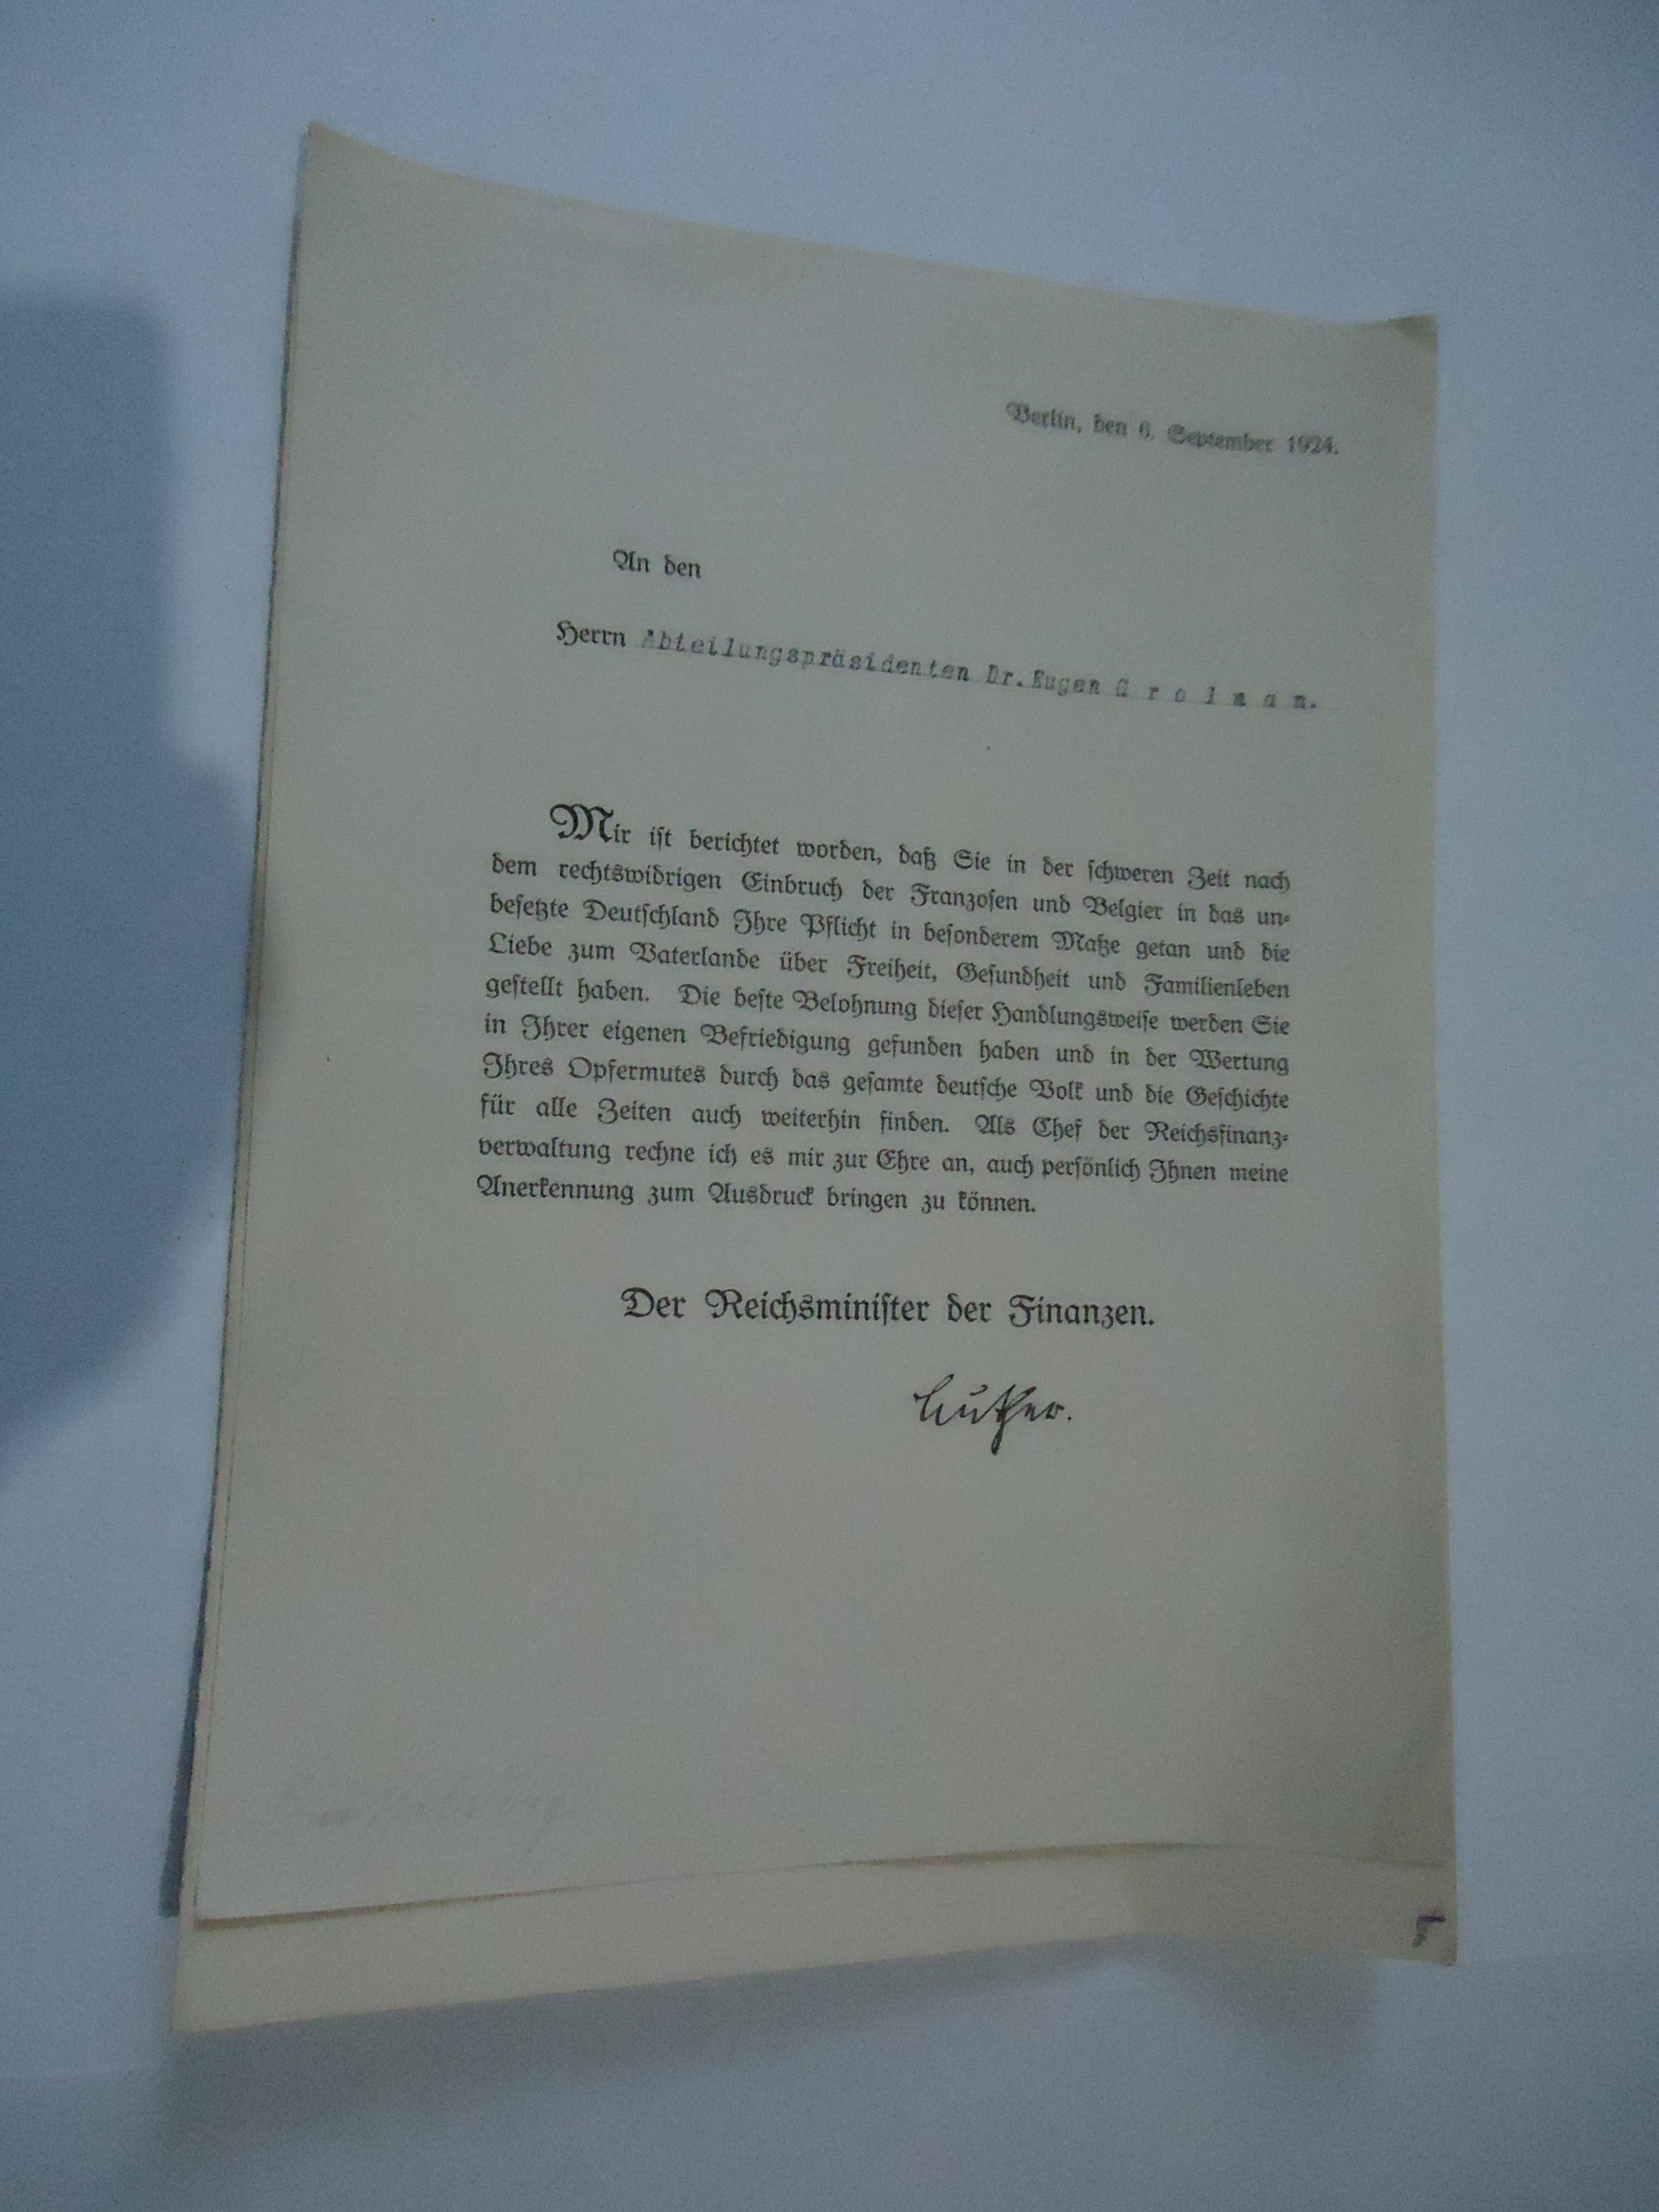 Berlin, den 6. September 1924.
An den
Herrn Abteilungspräsidenten Dr.Eugen G r o l m a n.
Mir ist berichtet worden, daß Sie in der schweren Zeit nach
dem rechtswidrigen Einbruch der Franzosen und Belgier in das un-
besetzte Deutschland Ihre Pflicht in besonderem Maße getan und die
Liebe zum Vaterlande über Freiheit, Gesundheit und Familienleben
gestellt haben. Die beste Belohnung dieser Handlungsweise werden Sie
in Ihrer eigenen Befriedigung gefunden haben und in der Wertung
Ihres Opfermutes durch das gesamte deutsche Volk und die Geschichte
für alle Zeiten auch weiterhin finden. Als Chef der Reichsfinanz-
verwaltung rechne ich es mir zur Ehre an, auch persönlich Ihnen meine
Anerkennung zum Ausdruck bringen zu können.
Der Reichsminister der Finanzen.
Luther.